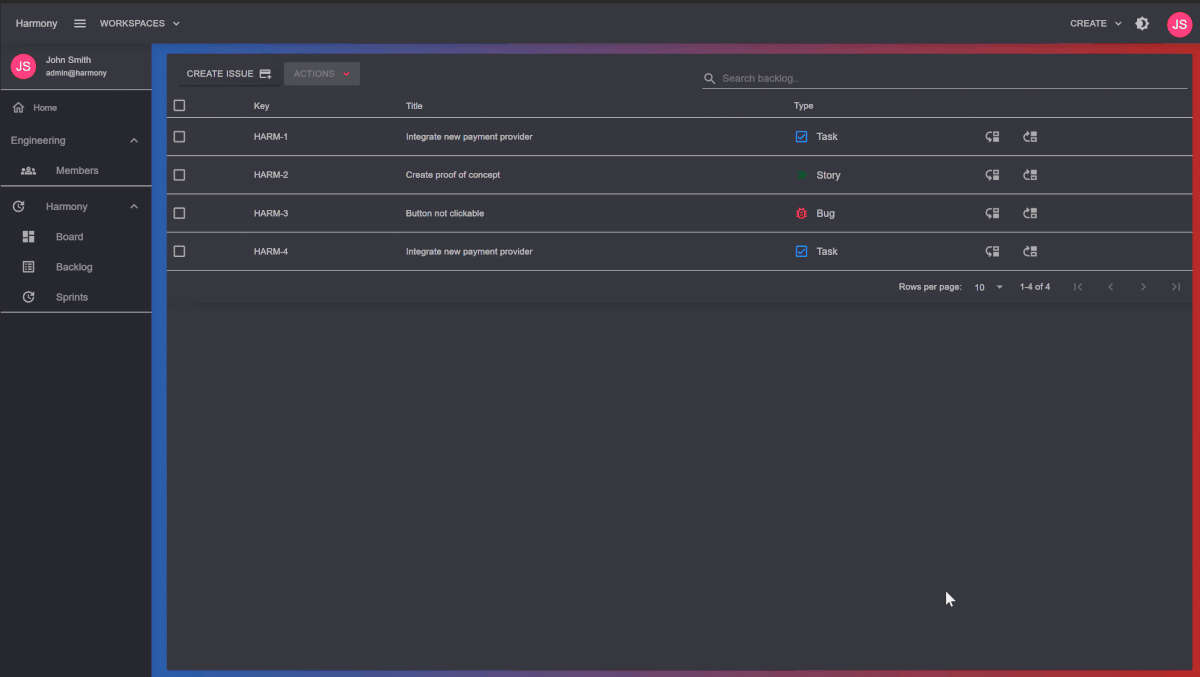 Harmony WORKSPACES CREATE JS
JS John Smith
admin@harmony
Home
Engineering
Members
Harmony
Board
Backlog
Sprints
CREATE ISSUE ACTIONS Search backlog..
Key Title Type
HARM-1 Integrate new payment provider Task
HARM-2 Create proof of concept Story
HARM-3 Button not clickable Bug
HARM-4 Integrate new payment provider Task
Rows per page: 10 1-4 of 4